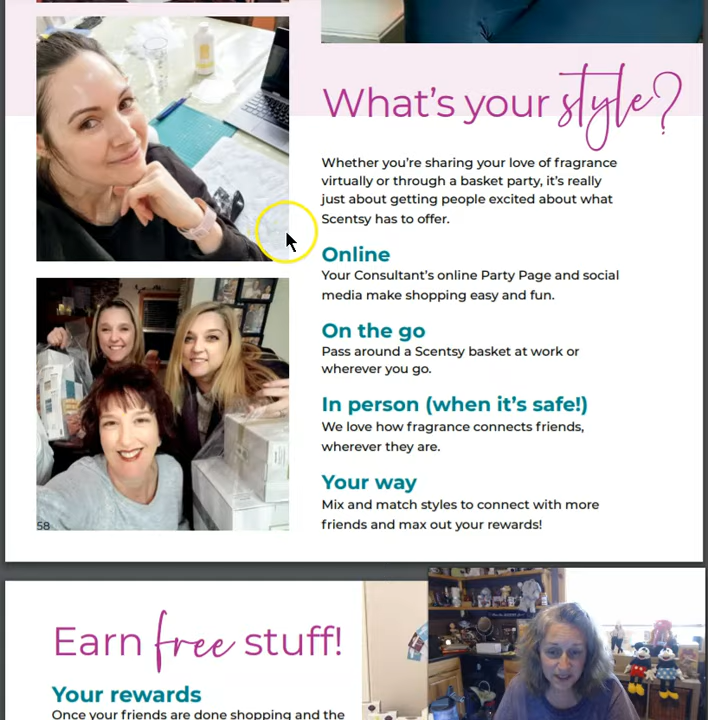 What's your style?
Whether you're sharing your love of fragrance
virtually or through a basket party, it's really
just about getting people excited about what
Scentsy has to offer.
Online
Your Consultant's online Party Page and social
media make shopping easy and fun.
On the go
Pass around a Scentsy basket at work or
wherever you go.
In person (when it's safe!)
We love how fragrance connects friends,
wherever they are.
Your way
Mix and match styles to connect with more
friends and max out your rewards!
58
Earn free stuff!
Your rewards
Once your friends are done shopping and the